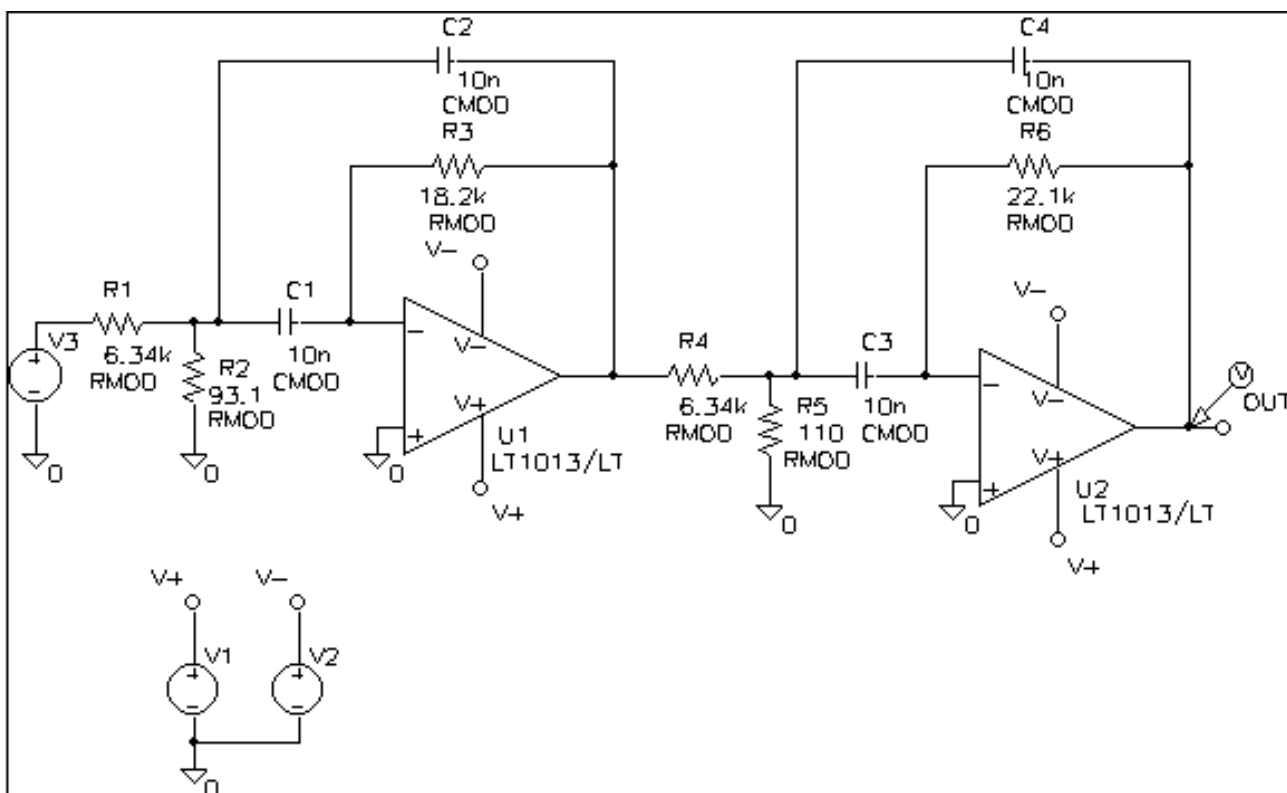 C2
10n
CMOD
R3
18.2k
RMOD
V-
R1
6.34k
RMOD
V3
+
-
0
R2
93.1
RMOD
0
C1
10n
CMOD
-
+
V-
V+
0
U1
LT1013/LT
V+
C4
10n
CMOD
R6
22.1k
RMOD
V-
R4
6.34k
RMOD
R5
110
RMOD
0
C3
10n
CMOD
-
+
V-
V+
0
U2
LT1013/LT
V+
V
OUT
V+
V-
V1
+
-
V2
+
-
0